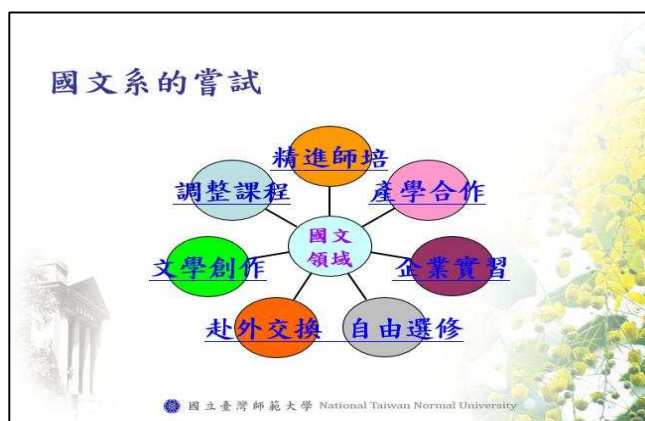 國文系的嘗試
精進師培
調整課程
產學合作
國文
領域
文學創作
企業實習
赴外交換
自由選修
國立臺灣師範大學 National Taiwan Normal University